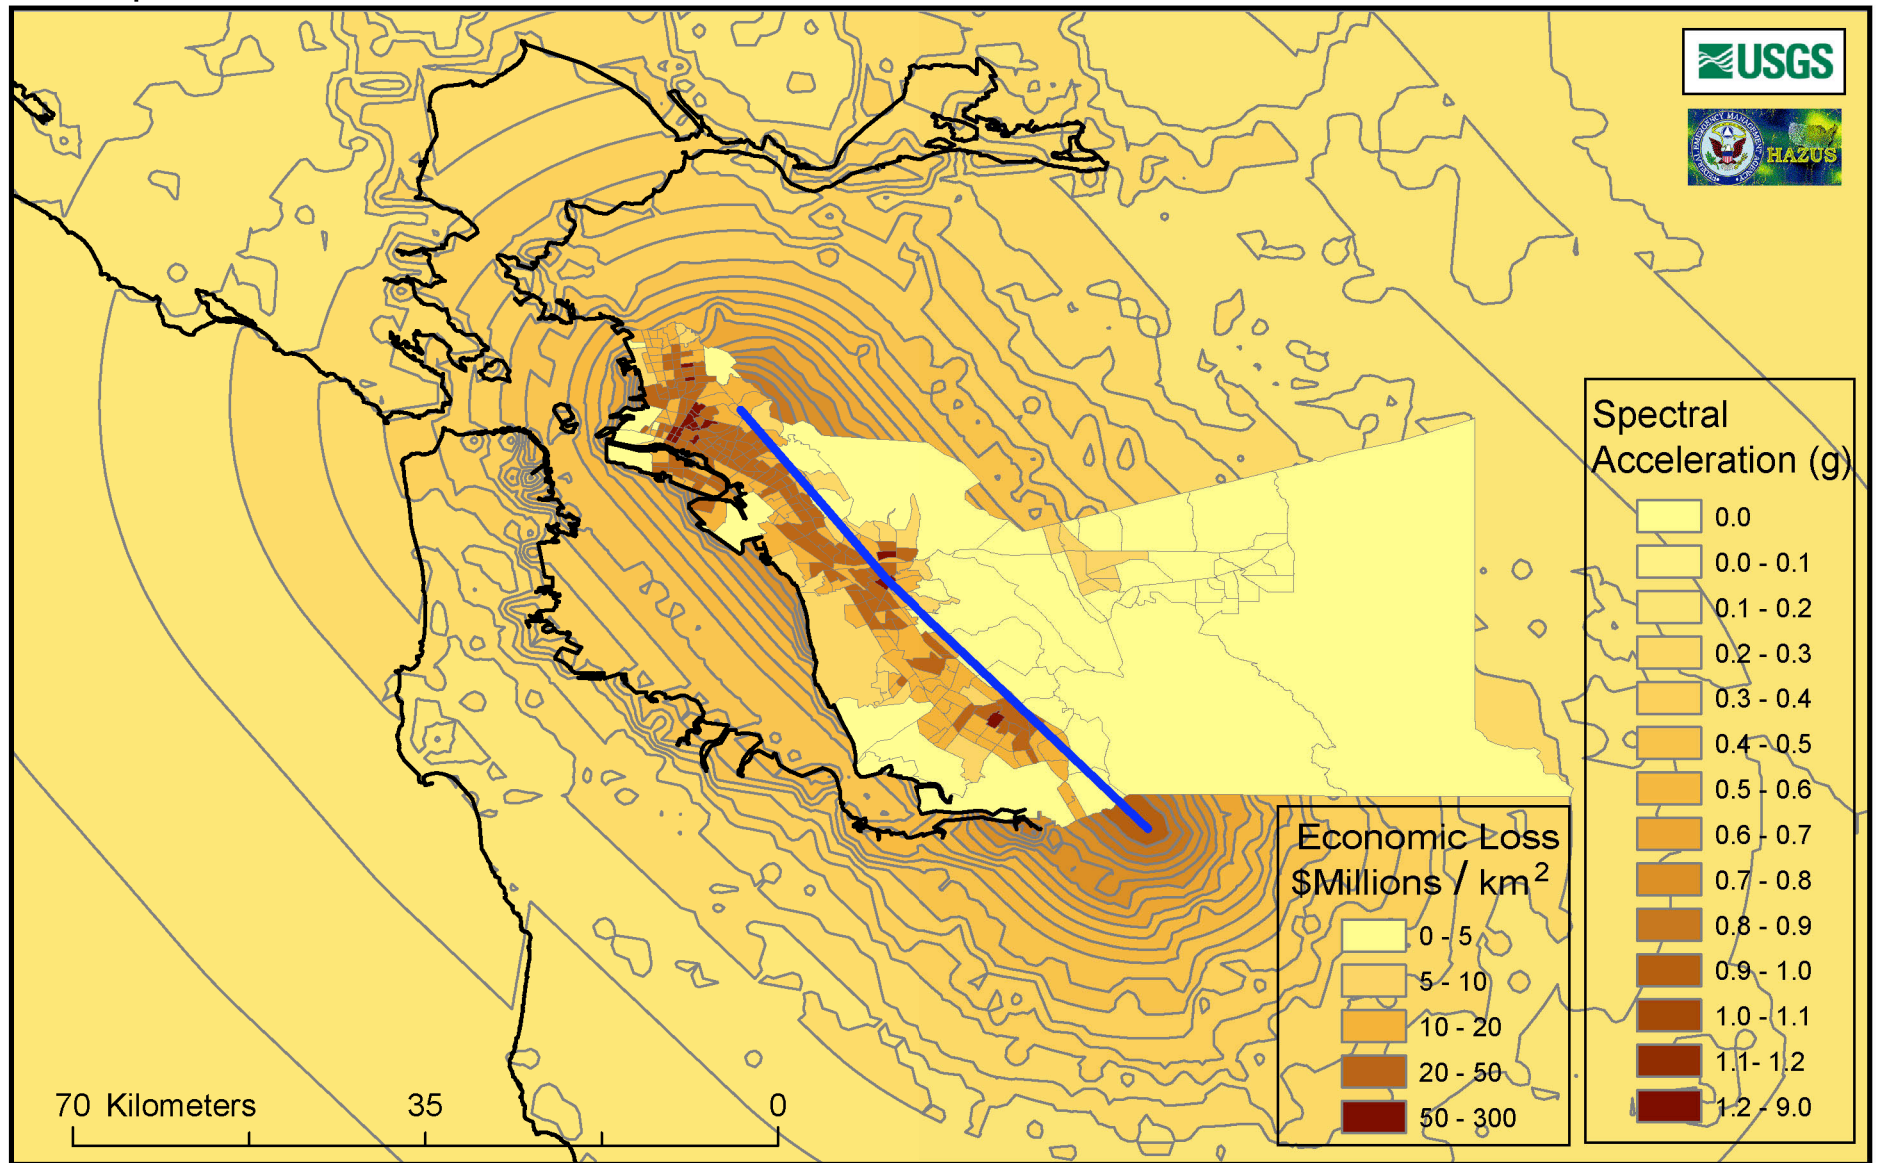 USGS
FEDERAL EMERGENCY MANAGEMENT AGENCY
HAZUS
Spectral
Acceleration (g)
0.0
0.0 - 0.1
0.1 - 0.2
0.2 - 0.3
0.3 - 0.4
0.4 - 0.5
0.5 - 0.6
0.6 - 0.7
0.7 - 0.8
0.8 - 0.9
0.9 - 1.0
1.0 - 1.1
1.1- 1.2
1.2 - 9.0
Economic Loss
$Millions / km²
0 - 5
5 - 10
10 - 20
20 - 50
50 - 300
70 Kilometers 35 0